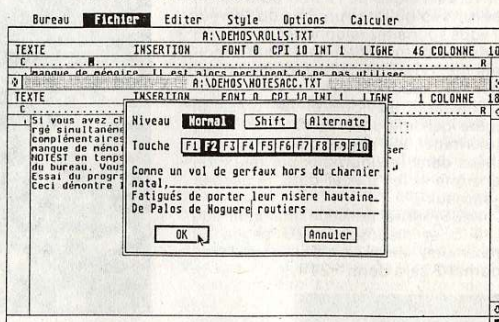 Bureau Fichier Editer Style Options Calculer
A:\DEMOS\ROLLS.TXT
TEXTE INSERTION FONT 0 CPI 10 INT 1 LIGNE 46 COLONNE 10
C R
manque de mémoire. Il est alors pertinent de ne pas utiliser
A:\DEMOS\NOTESACC.TXT
TEXTE INSERTION FONT 0 CPI 10 INT 1 LIGNE 1 COLONNE 18
C R
Si vous avez ch
rgé simultanéme
complémentaires
manque de mémoi ser
NOTEST en temps
du bureau. Vous
Essai du progra
Ceci démontre l
Niveau Normal Shift Alternate
Touche F1 F2 F3 F4 F5 F6 F7 F8 F9 F10
Comme un vol de gerfaux hors du charnier
natal,
Fatigués de porter leur misère hautaine
De Palos de Noguere routiers
OK Annuler